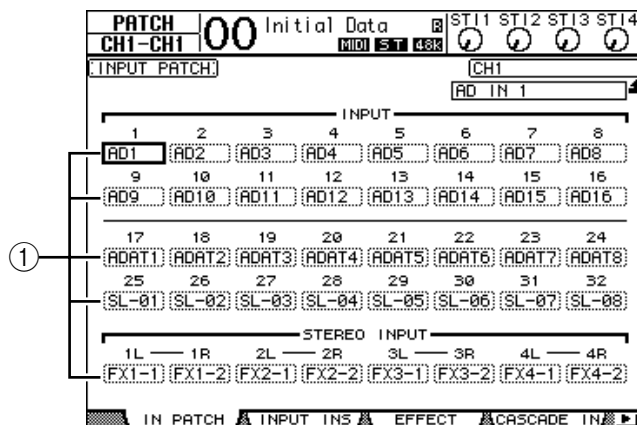 PATCH
CH1-CH1
00 Initial Data R
MIDI ST 48K
STI1 STI2 STI3 STI4
INPUT PATCH
CH1
AD IN 1
INPUT
1 2 3 4 5 6 7 8
AD1 AD2 AD3 AD4 AD5 AD6 AD7 AD8
9 10 11 12 13 14 15 16
AD9 AD10 AD11 AD12 AD13 AD14 AD15 AD16
17 18 19 20 21 22 23 24
1
ADAT1 ADAT2 ADAT3 ADAT4 ADAT5 ADAT6 ADAT7 ADAT8
25 26 27 28 29 30 31 32
SL-01 SL-02 SL-03 SL-04 SL-05 SL-06 SL-07 SL-08
STEREO INPUT
1L 1R 2L 2R 3L 3R 4L 4R
FX1-1 FX1-2 FX2-1 FX2-2 FX3-1 FX3-2 FX4-1 FX4-2
IN PATCH INPUT INS EFFECT CASCADE IN